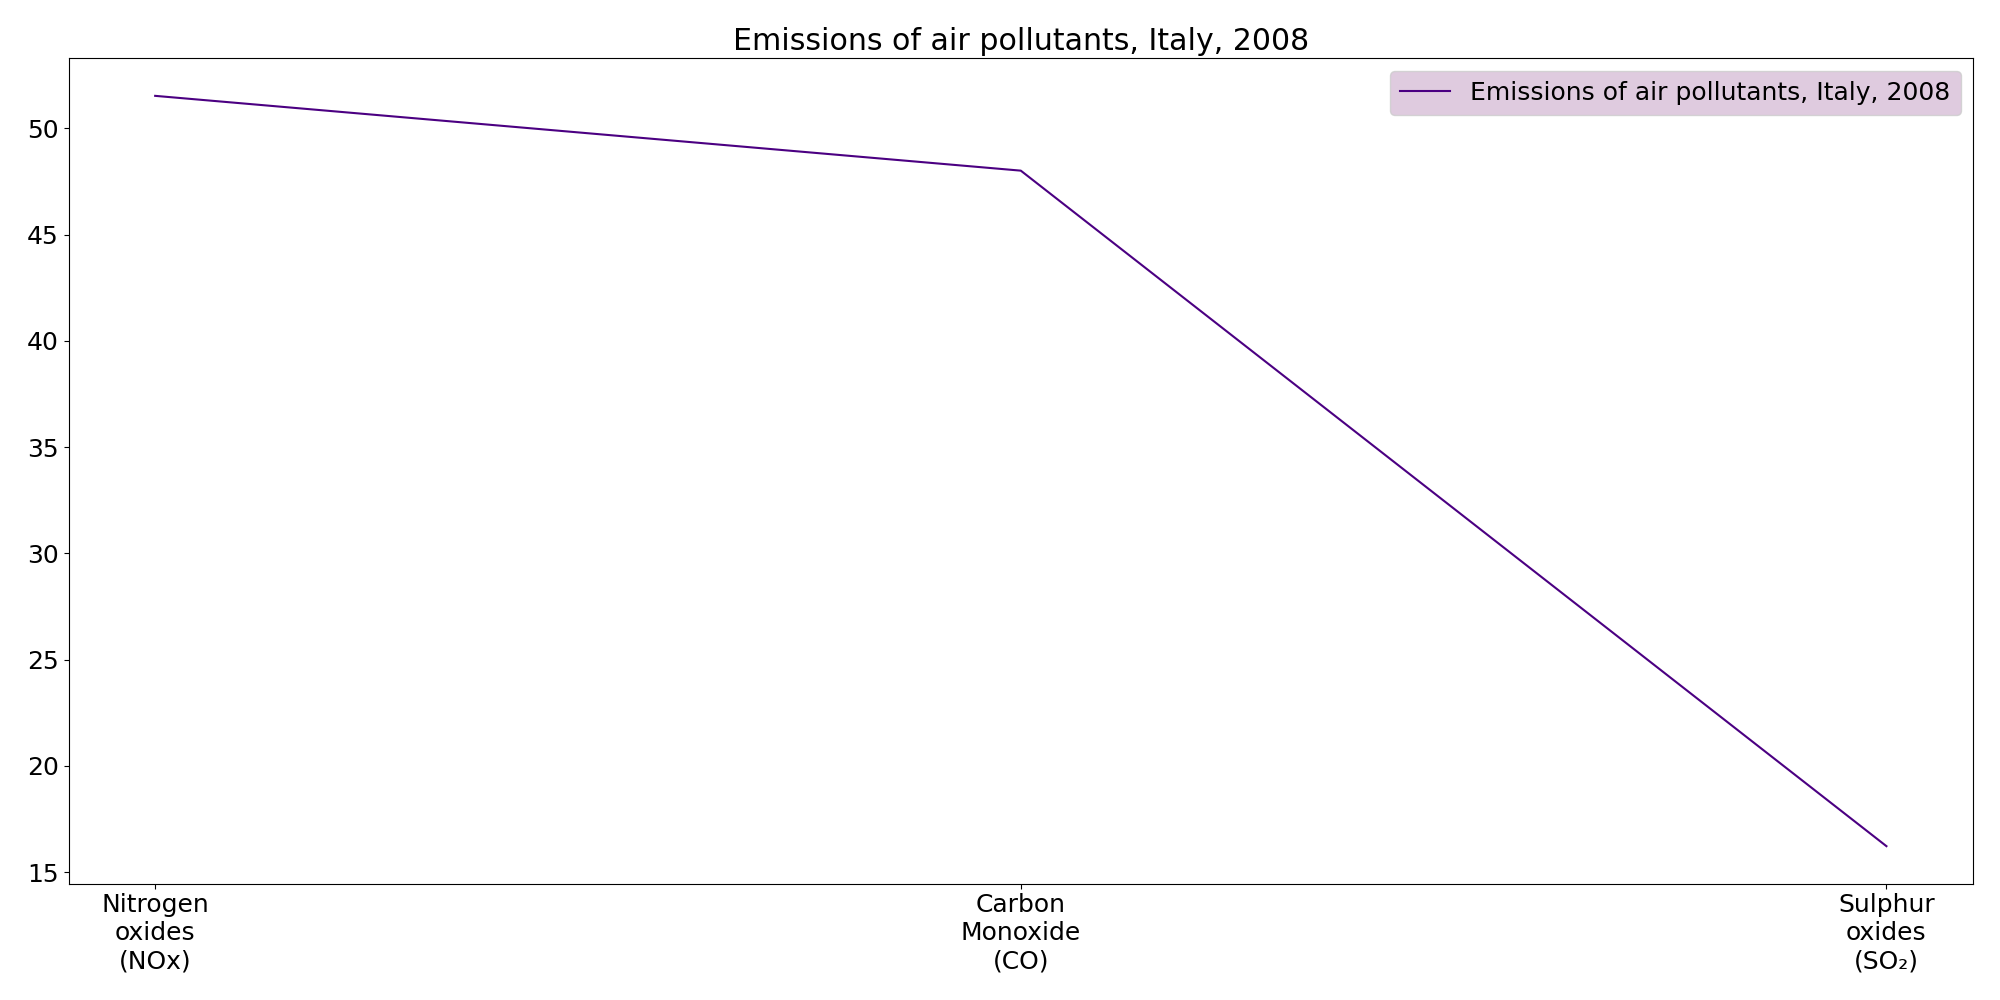 Emissions of air pollutants, Italy, 2008
Emissions of air pollutants, Italy, 2008
50
45
40
35
30
25
20
15
Nitrogen
oxides
(NOx)
Carbon
Monoxide
(CO)
Sulphur
oxides
(SO₂)